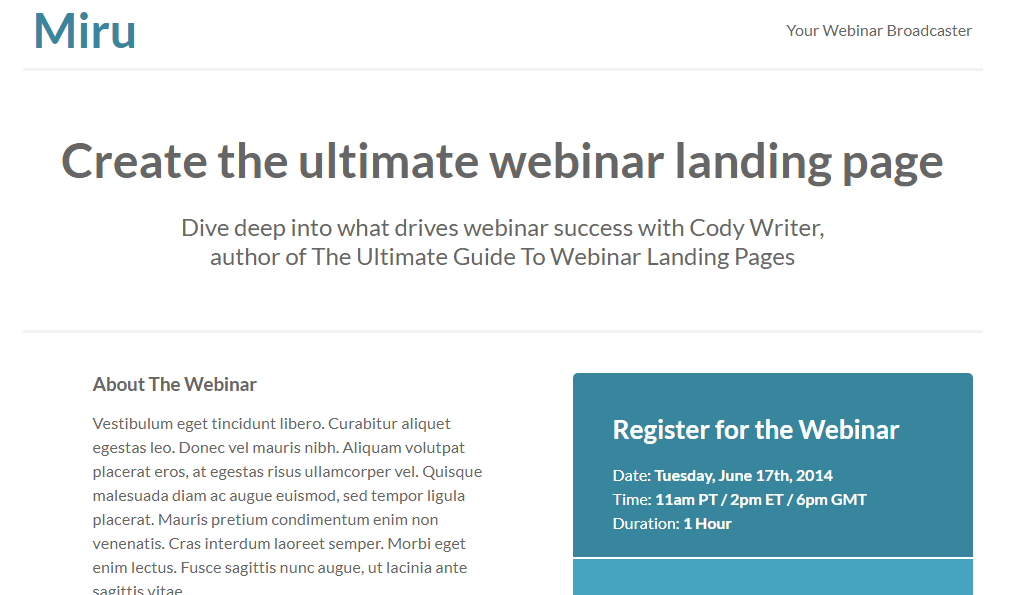 Miru
Your Webinar Broadcaster
Create the ultimate webinar landing page
Dive deep into what drives webinar success with Cody Writer,
author of The Ultimate Guide To Webinar Landing Pages
About The Webinar
Vestibulum eget tincidunt libero. Curabitur aliquet
egestas leo. Donec vel mauris nibh. Aliquam volutpat
placerat eros, at egestas risus ullamcorper vel. Quisque
malesuada diam ac augue euismod, sed tempor ligula
placerat. Mauris pretium condimentum enim non
venenatis. Cras interdum laoreet semper. Morbi eget
enim lectus. Fusce sagittis nunc augue, ut lacinia ante
sagittis vitae.
Register for the Webinar
Date: Tuesday, June 17th, 2014
Time: 11am PT / 2pm ET / 6pm GMT
Duration: 1 Hour